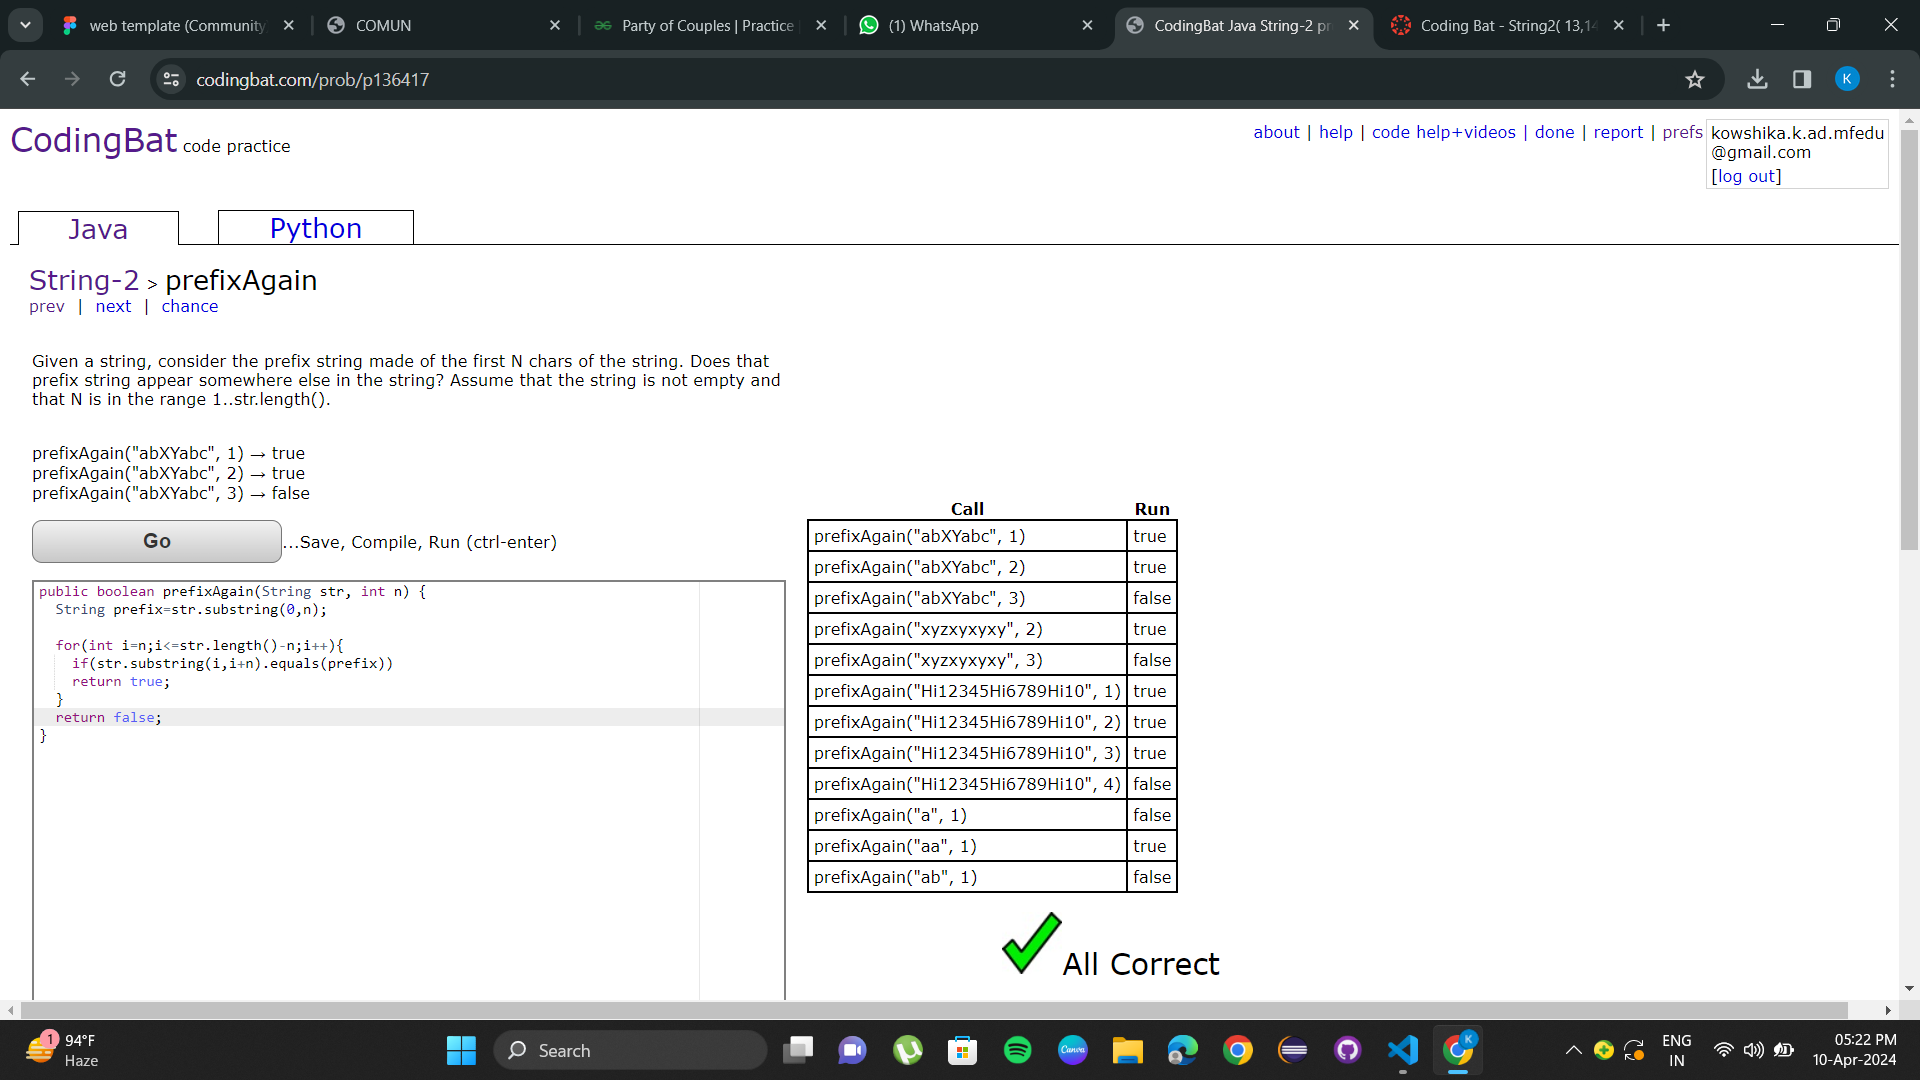 web template (Community
COMUN
Party of Couples | Practice
(1) WhatsApp
CodingBat Java String-2 pr
Coding Bat - String2( 13,14
codingbat.com/prob/p136417
K
CodingBat code practice
about | help | code help+videos | done | report | prefs
kowshika.k.ad.mfedu
@gmail.com
[log out]
Java
Python
String-2 > prefixAgain
prev | next | chance
Given a string, consider the prefix string made of the first N chars of the string. Does that
prefix string appear somewhere else in the string? Assume that the string is not empty and
that N is in the range 1..str.length().
prefixAgain("abXYabc", 1) → true
prefixAgain("abXYabc", 2) → true
prefixAgain("abXYabc", 3) → false
Go
...Save, Compile, Run (ctrl-enter)
public boolean prefixAgain(String str, int n) {
String prefix=str.substring(0,n);
for(int i=n;i<=str.length()-n;i++){
if(str.substring(i,i+n).equals(prefix))
return true;
}
return false;
}
Call Run
prefixAgain("abXYabc", 1) true
prefixAgain("abXYabc", 2) true
prefixAgain("abXYabc", 3) false
prefixAgain("xyzxyxyxy", 2) true
prefixAgain("xyzxyxyxy", 3) false
prefixAgain("Hi12345Hi6789Hi10", 1) true
prefixAgain("Hi12345Hi6789Hi10", 2) true
prefixAgain("Hi12345Hi6789Hi10", 3) true
prefixAgain("Hi12345Hi6789Hi10", 4) false
prefixAgain("a", 1) false
prefixAgain("aa", 1) true
prefixAgain("ab", 1) false
All Correct
1
94°F
Haze
Search
Canva
K
ENG
IN
05:22 PM
10-Apr-2024